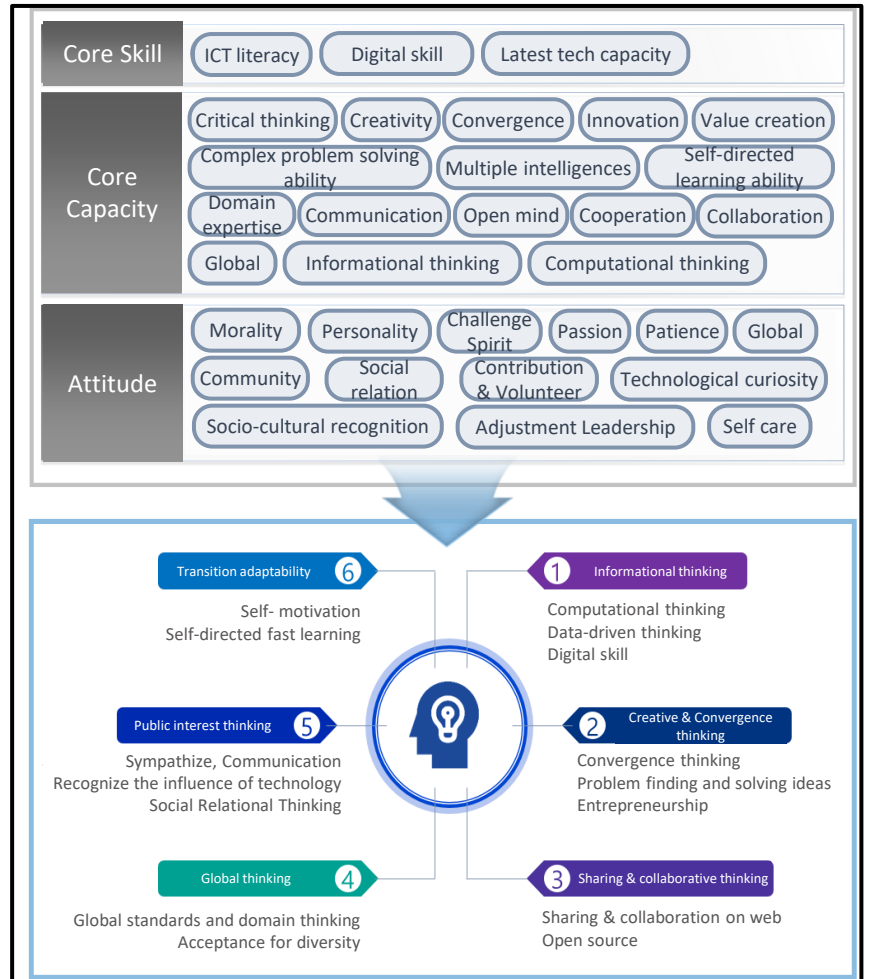 Core Skill
ICT literacy
Digital skill
Latest tech capacity
Core
Capacity
Critical thinking
Creativity
Convergence
Innovation
Value creation
Complex problem solving
ability
Multiple intelligences
Self-directed
learning ability
Domain
expertise
Communication
Open mind
Cooperation
Collaboration
Global
Informational thinking
Computational thinking
Attitude
Morality
Personality
Challenge
Spirit
Passion
Patience
Global
Community
Social
relation
Contribution
& Volunteer
Technological curiosity
Socio-cultural recognition
Adjustment Leadership
Self care
1 Informational thinking
Computational thinking
Data-driven thinking
Digital skill
2 Creative & Convergence
thinking
Convergence thinking
Problem finding and solving ideas
Entrepreneurship
3 Sharing & collaborative thinking
Sharing & collaboration on web
Open source
Global thinking 4
Global standards and domain thinking
Acceptance for diversity
Public interest thinking 5
Sympathize, Communication
Recognize the influence of technology
Social Relational Thinking
Transition adaptability 6
Self- motivation
Self-directed fast learning